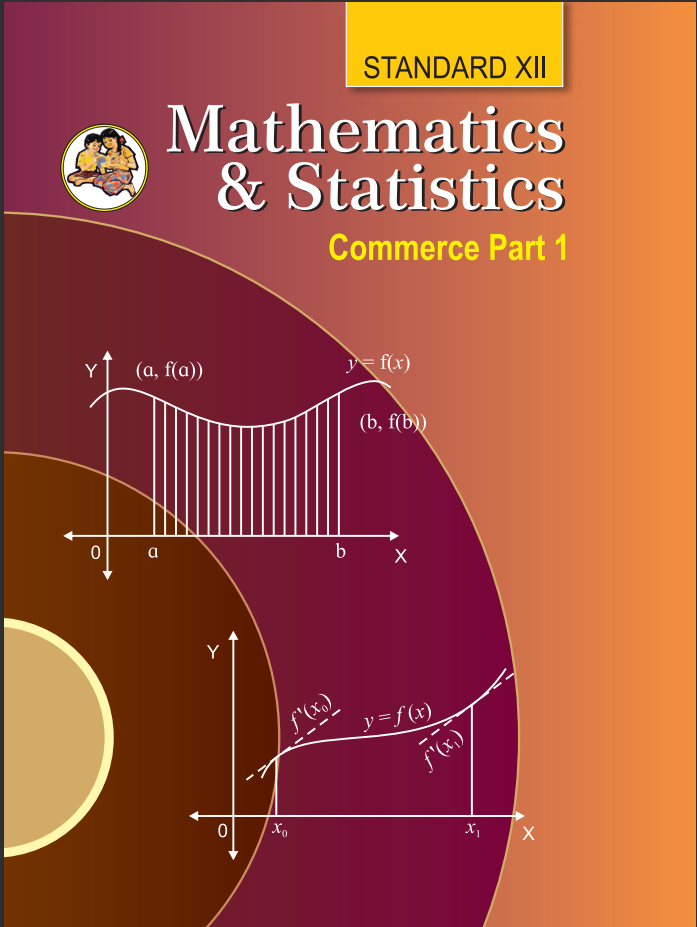 STANDARD XII
Mathematics
& Statistics
Commerce Part 1
Y
(a, f(a))
y = f(x)
(b, f(b))
0
a
b
X
Y
f'(x₀)
y = f (x)
f'(x₁)
0
x₀
x₁
X